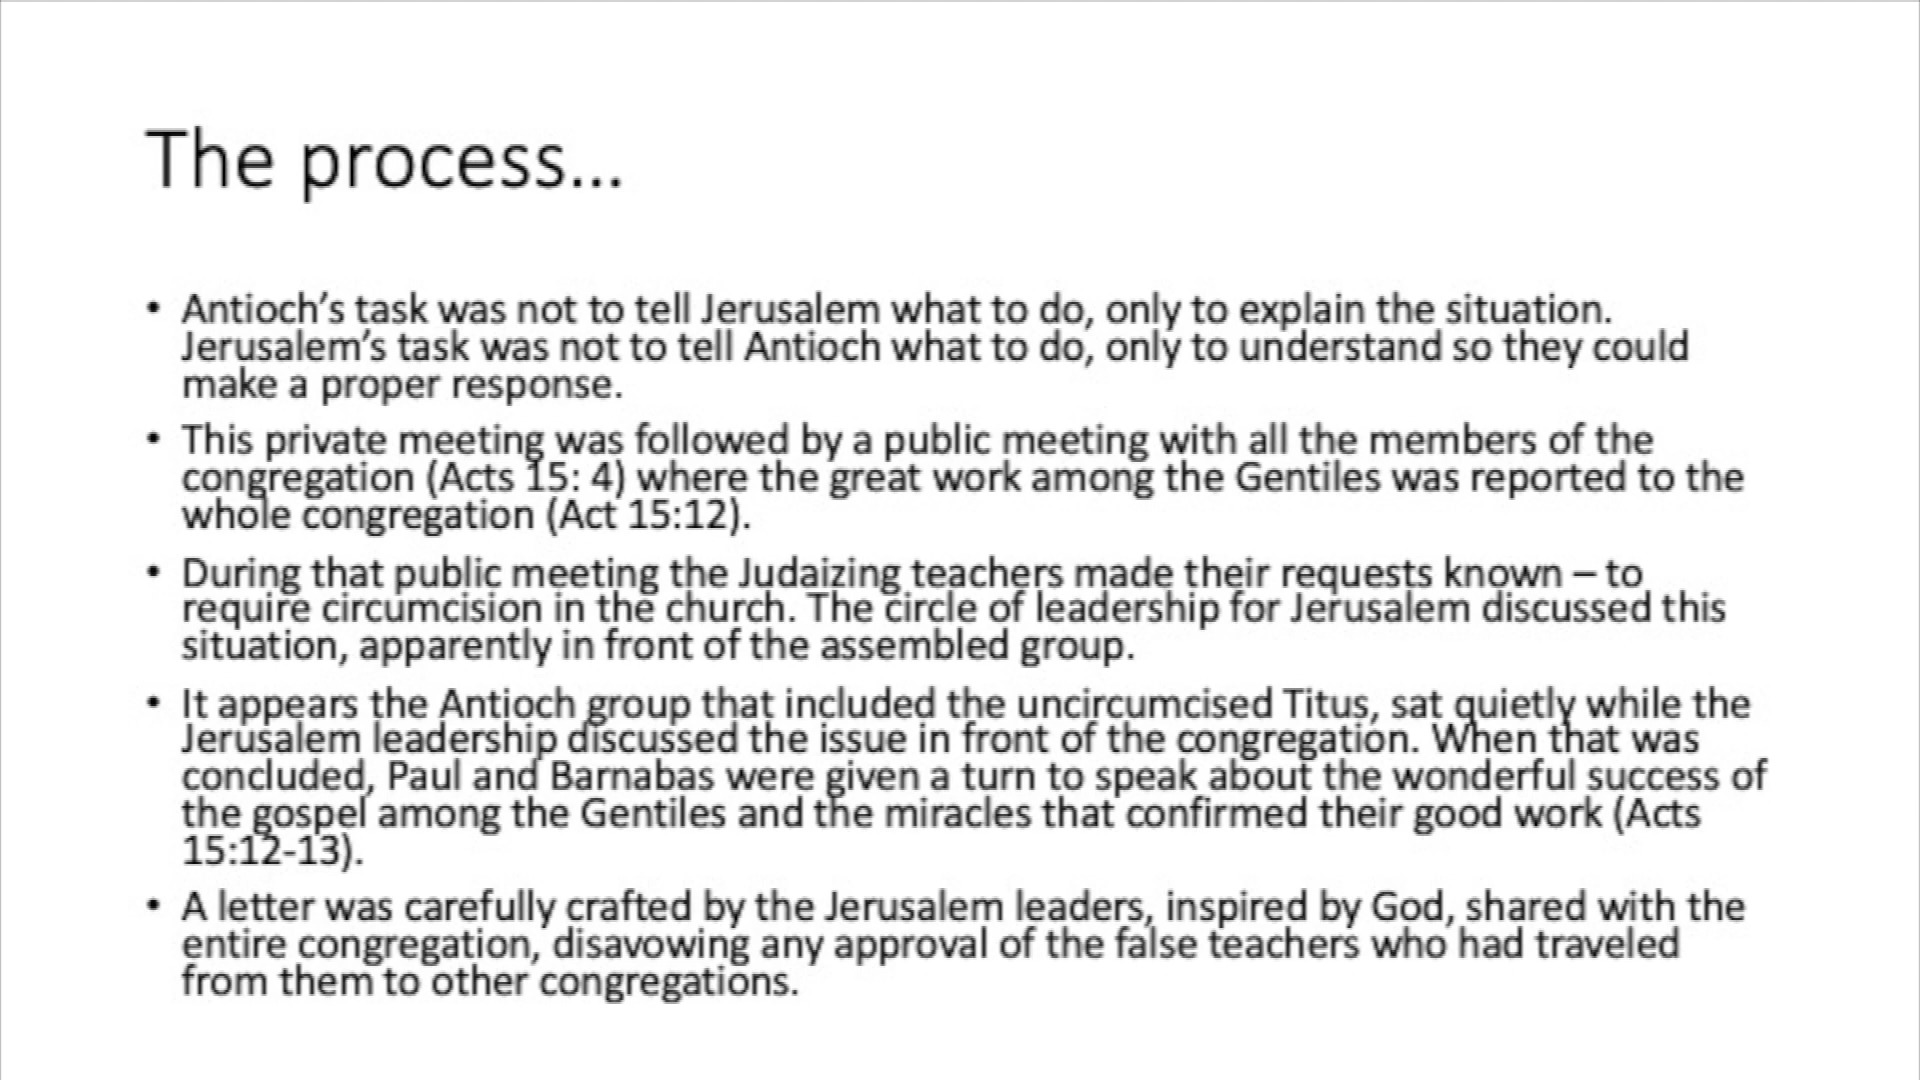 The process...
• Antioch's task was not to tell Jerusalem what to do, only to explain the situation.
Jerusalem's task was not to tell Antioch what to do, only to understand so they could
make a proper response.
• This private meeting was followed by a public meeting with all the members of the
congregation (Acts 15: 4) where the great work among the Gentiles was reported to the
whole congregation (Act 15:12).
• During that public meeting the Judaizing teachers made their requests known – to
require circumcision in the church. The circle of leadership for Jerusalem discussed this
situation, apparently in front of the assembled group.
• It appears the Antioch group that included the uncircumcised Titus, sat quietly while the
Jerusalem leadership discussed the issue in front of the congregation. When that was
concluded, Paul and Barnabas were given a turn to speak about the wonderful success of
the gospel among the Gentiles and the miracles that confirmed their good work (Acts
15:12-13).
• A letter was carefully crafted by the Jerusalem leaders, inspired by God, shared with the
entire congregation, disavowing any approval of the false teachers who had traveled
from them to other congregations.